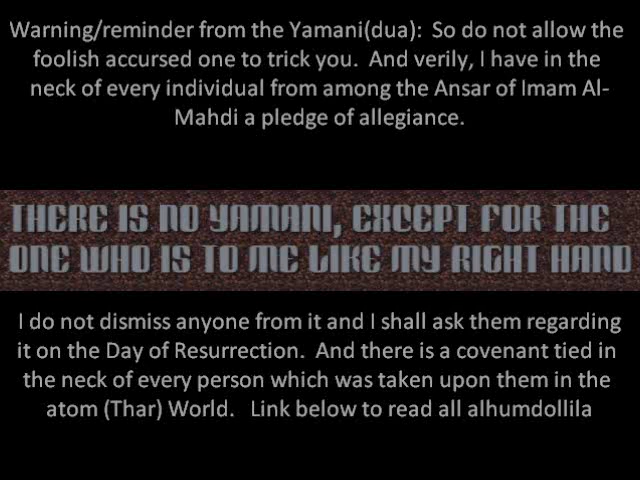 Warning/reminder from the Yamani(dua):  So do not allow the
foolish accursed one to trick you.  And verily, I have in the
neck of every individual from among the Ansar of Imam Al-
Mahdi a pledge of allegiance.
THERE IS NO YAMANI, EXCEPT FOR THE
ONE WHO IS TO ME LIKE MY RIGHT HAND
I do not dismiss anyone from it and I shall ask them regarding
it on the Day of Resurrection.  And there is a covenant tied in
the neck of every person which was taken upon them in the
atom (Thar) World.   Link below to read all alhumdollila